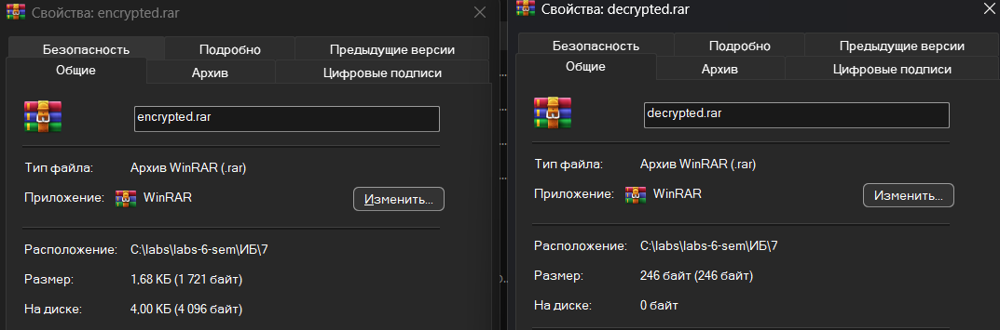 Свойства: encrypted.rar
Безопасность Подробно Предыдущие версии
Общие Архив Цифровые подписи
encrypted.rar
Тип файла: Архив WinRAR (.rar)
Приложение: WinRAR Изменить...
Расположение: C:\labs\labs-6-sem\ИБ\7
Размер: 1,68 КБ (1 721 байт)
На диске: 4,00 КБ (4 096 байт)
Свойства: decrypted.rar
Безопасность Подробно Предыдущие версии
Общие Архив Цифровые подписи
decrypted.rar
Тип файла: Архив WinRAR (.rar)
Приложение: WinRAR Изменить...
Расположение: C:\labs\labs-6-sem\ИБ\7
Размер: 246 байт (246 байт)
На диске: 0 байт